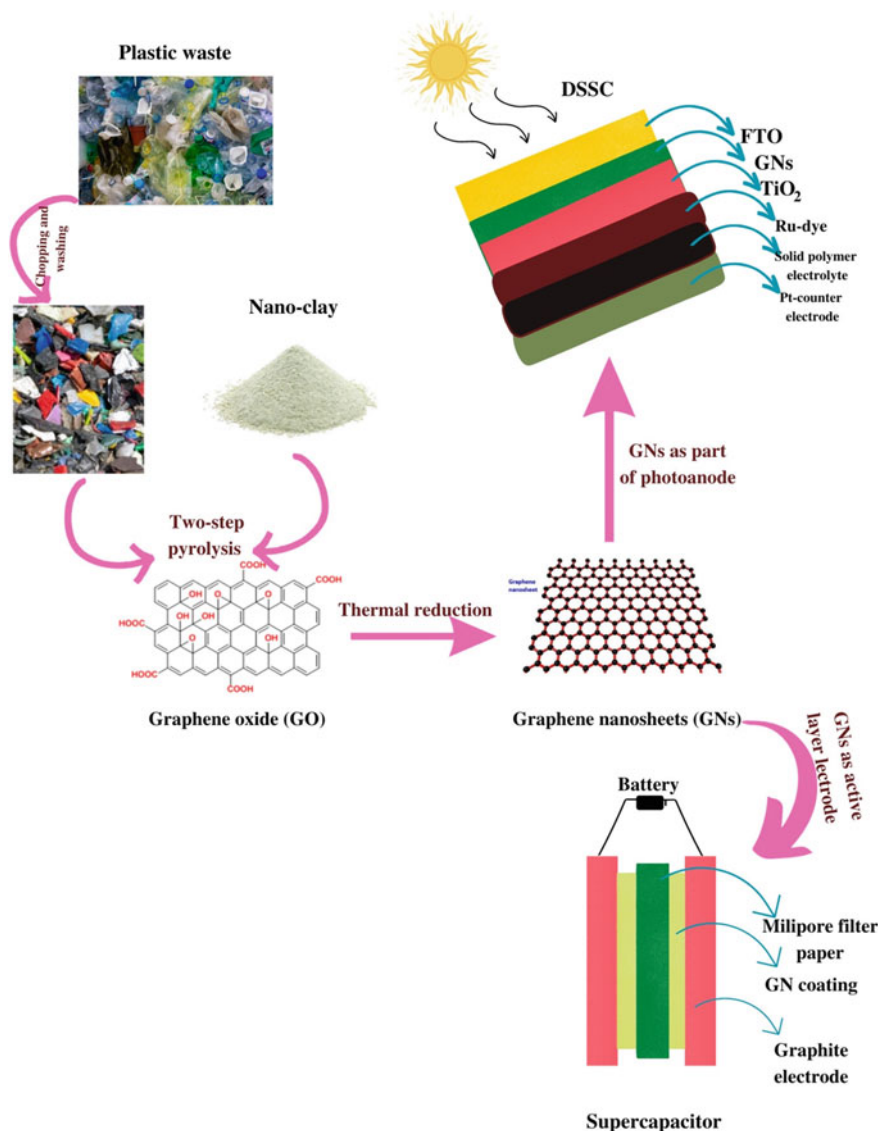 Plastic waste
Chopping and
washing
Nano-clay
Two-step
pyrolysis
COOH
COOH
OH
O
O
OH
OH
HOOC
O
OH
HOOC
COOH
Graphene oxide (GO)
Thermal reduction
Graphene
nanosheet
Graphene nanosheets (GNs)
GNs as part
of photoanode
DSSC
FTO
GNs
TiO2
Ru-dye
Solid polymer
electrolyte
Pt-counter
electrode
GNs as active
layer lectrode
Battery
Milipore filter
paper
GN coating
Graphite
electrode
Supercapacitor